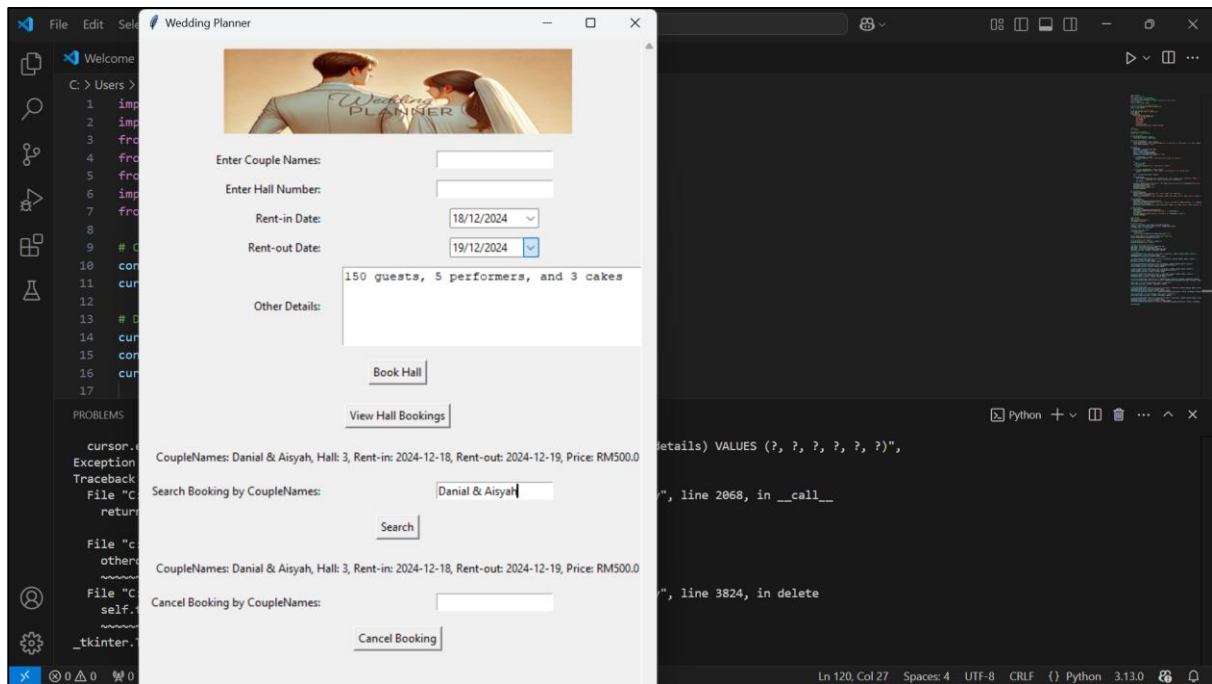 File Edit Sele
Wedding Planner
Welcome
C: > Users >
Wedding
PLANNER
1 imp
2 imp
3 fro
4 fro
5 fro
6 imp
7 fro
8
9 # C
10 con
11 cur
12
13 # D
14 cur
15 con
16 cur
17
Enter Couple Names:
Enter Hall Number:
Rent-in Date: 18/12/2024
Rent-out Date: 19/12/2024
Other Details: 150 guests, 5 performers, and 3 cakes
Book Hall
View Hall Bookings
CoupleNames: Danial & Aisyah, Hall: 3, Rent-in: 2024-12-18, Rent-out: 2024-12-19, Price: RM500.0
Search Booking by CoupleNames: Danial & Aisyah
Search
CoupleNames: Danial & Aisyah, Hall: 3, Rent-in: 2024-12-18, Rent-out: 2024-12-19, Price: RM500.0
Cancel Booking by CoupleNames:
Cancel Booking
PROBLEMS
Python
cursor.e
details) VALUES (?, ?, ?, ?, ?, ?)",
Exception
Traceback
File "C:
", line 2068, in __call__
return
File "c:
othero
~~~~~~
File "C:
", line 3824, in delete
self.t
~~~~~~
_tkinter.
0 0 0
Ln 120, Col 27 Spaces: 4 UTF-8 CRLF {} Python 3.13.0